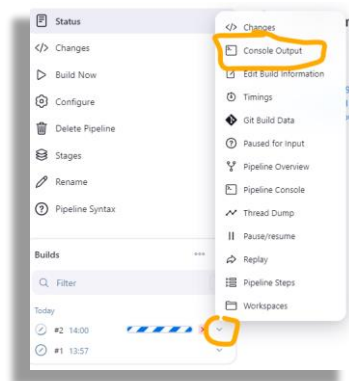 Status
Changes
Build Now
Configure
Delete Pipeline
Stages
Rename
Pipeline Syntax
Builds
Filter
Today
#2 14:00
#1 13:57
Changes
Console Output
Edit Build Information
Timings
Git Build Data
Paused for Input
Pipeline Overview
Pipeline Console
Thread Dump
Pause/resume
Replay
Pipeline Steps
Workspaces